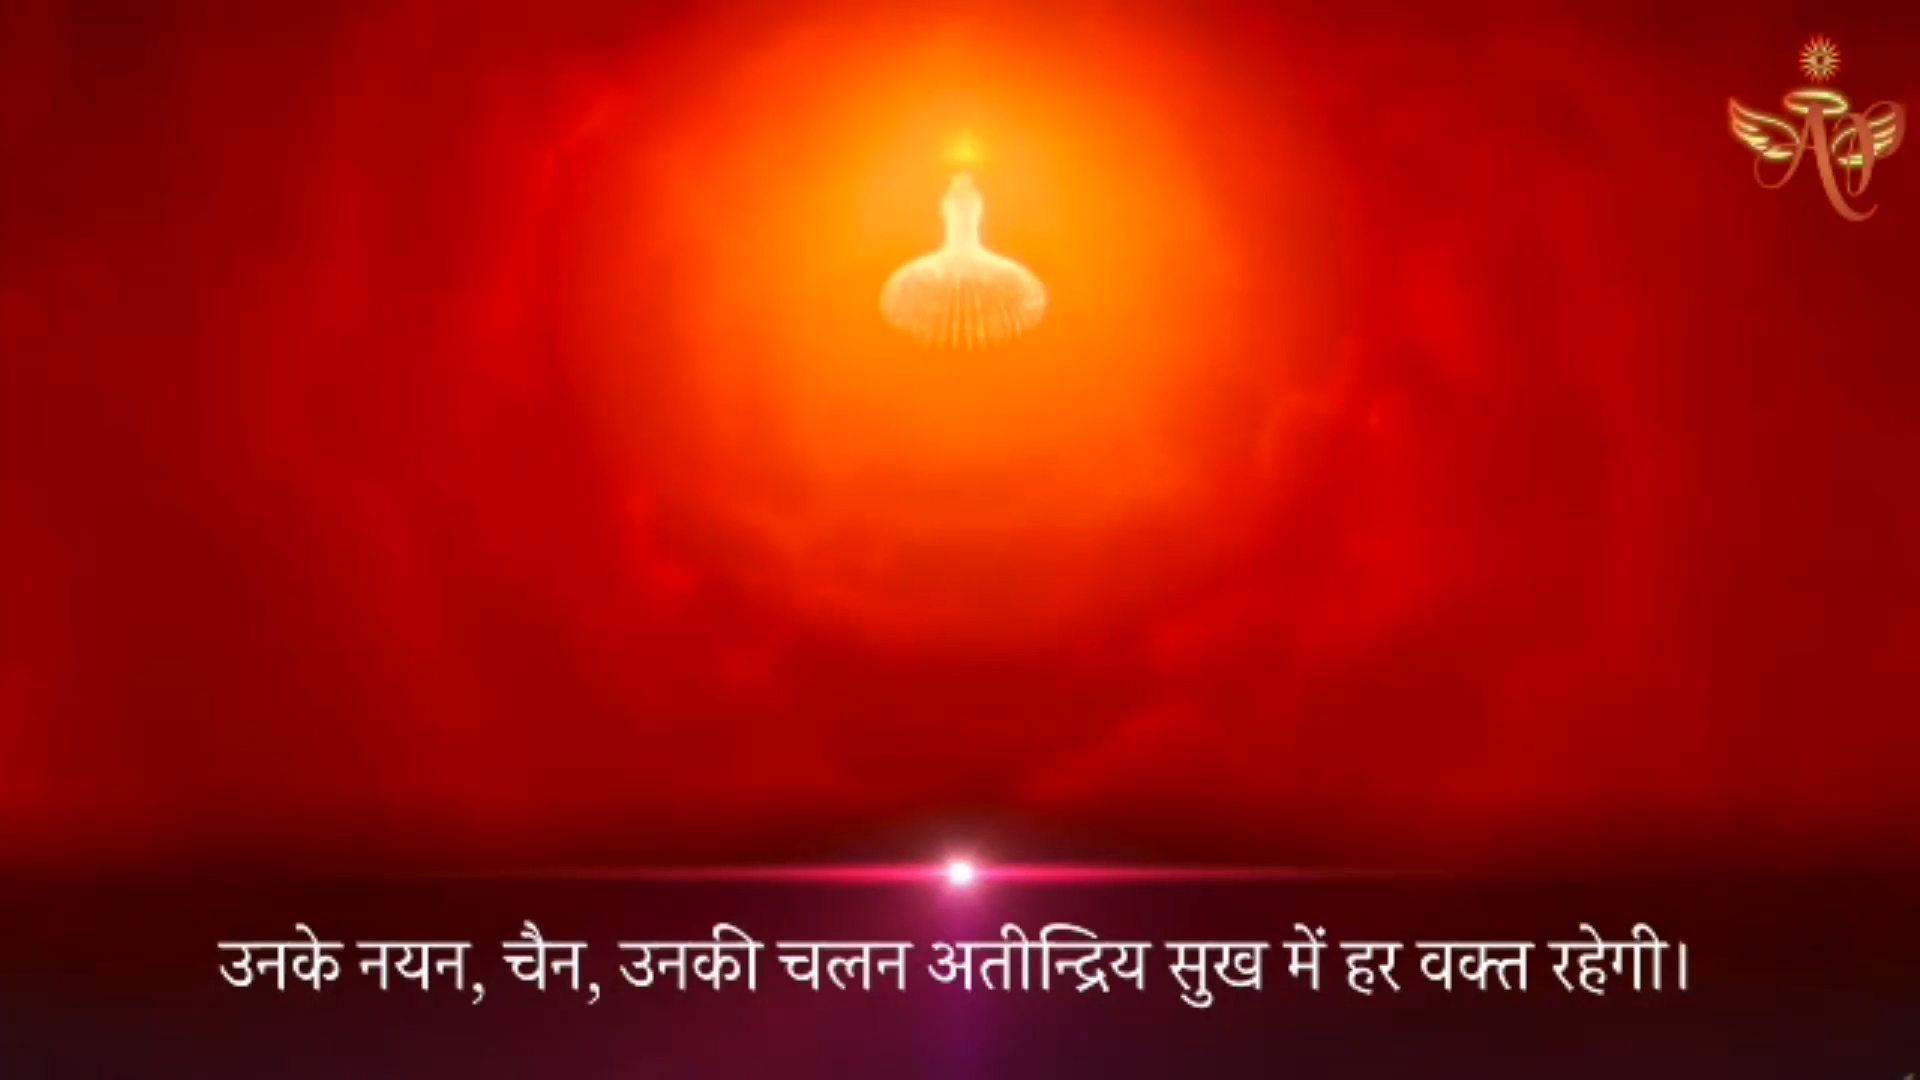 उनके नयन, चैन, उनकी चलन अतीन्द्रिय सुख में हर वक्त रहेगी।